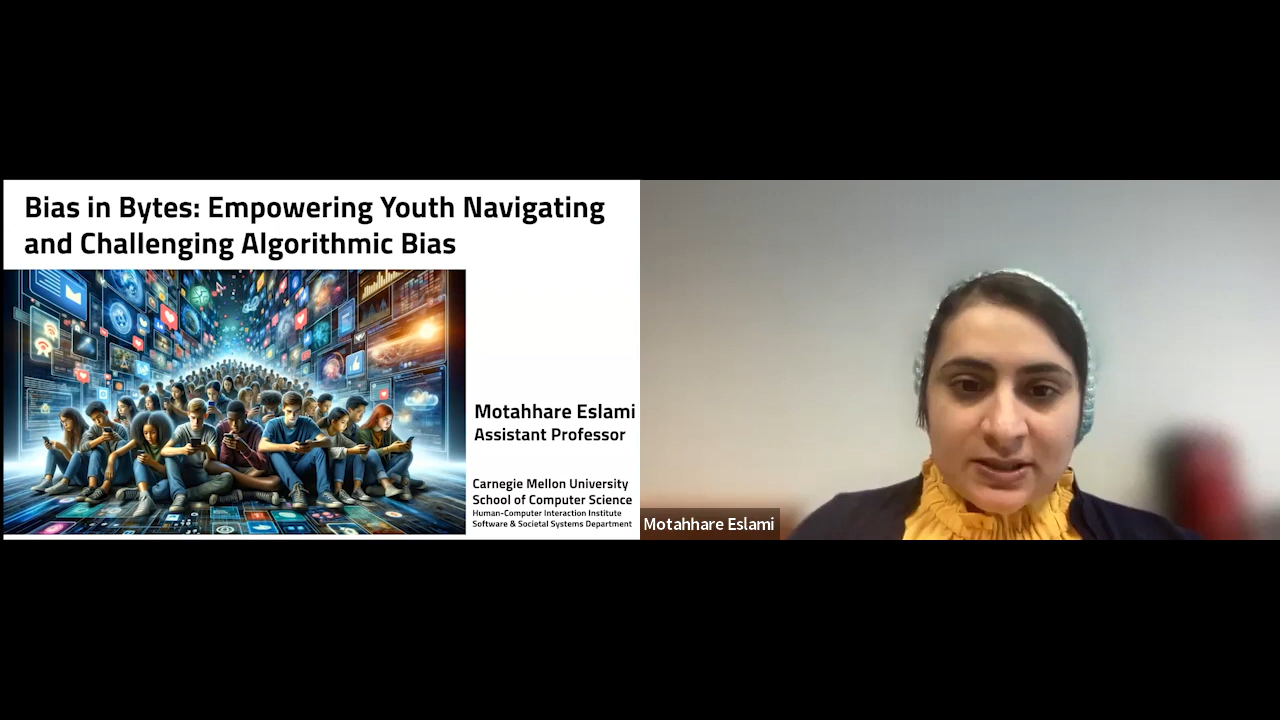 Bias in Bytes: Empowering Youth Navigating
and Challenging Algorithmic Bias
Motahhare Eslami
Assistant Professor
Carnegie Mellon University
School of Computer Science
Human-Computer Interaction Institute
Software & Societal Systems Department
Motahhare Eslami